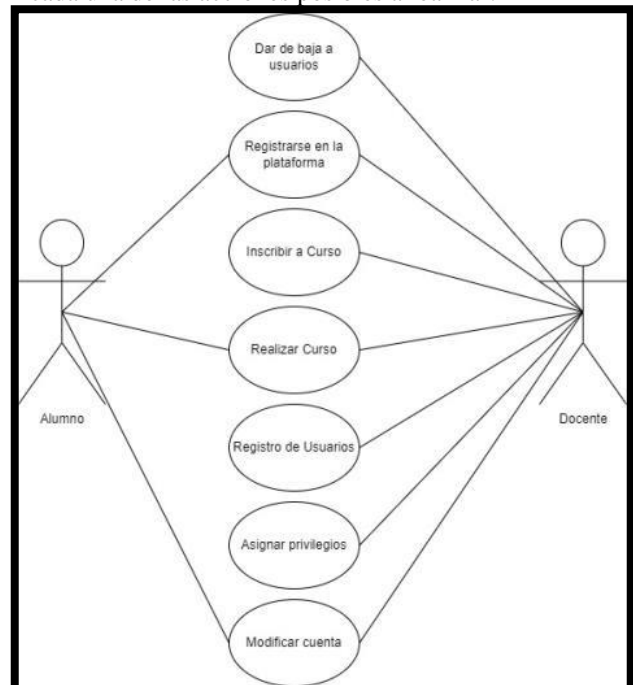 Dar de baja a
usuarios
Registrarse en la
plataforma
Inscribir a Curso
Realizar Curso
Alumno
Docente
Registro de Usuarios
Asignar privilegios
Modificar cuenta